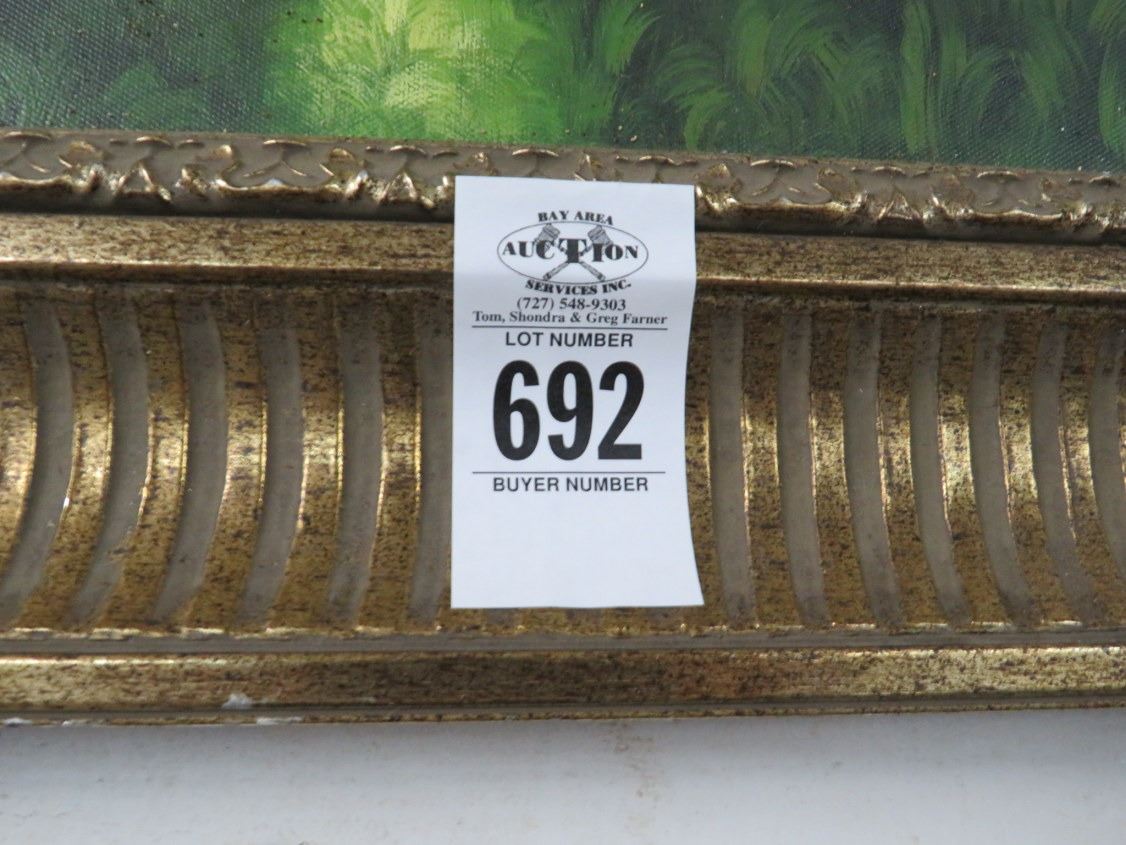 BAY AREA
AUCTION
SERVICES INC.
(727) 548-9303
Tom, Shondra & Greg Farner
LOT NUMBER
692
BUYER NUMBER